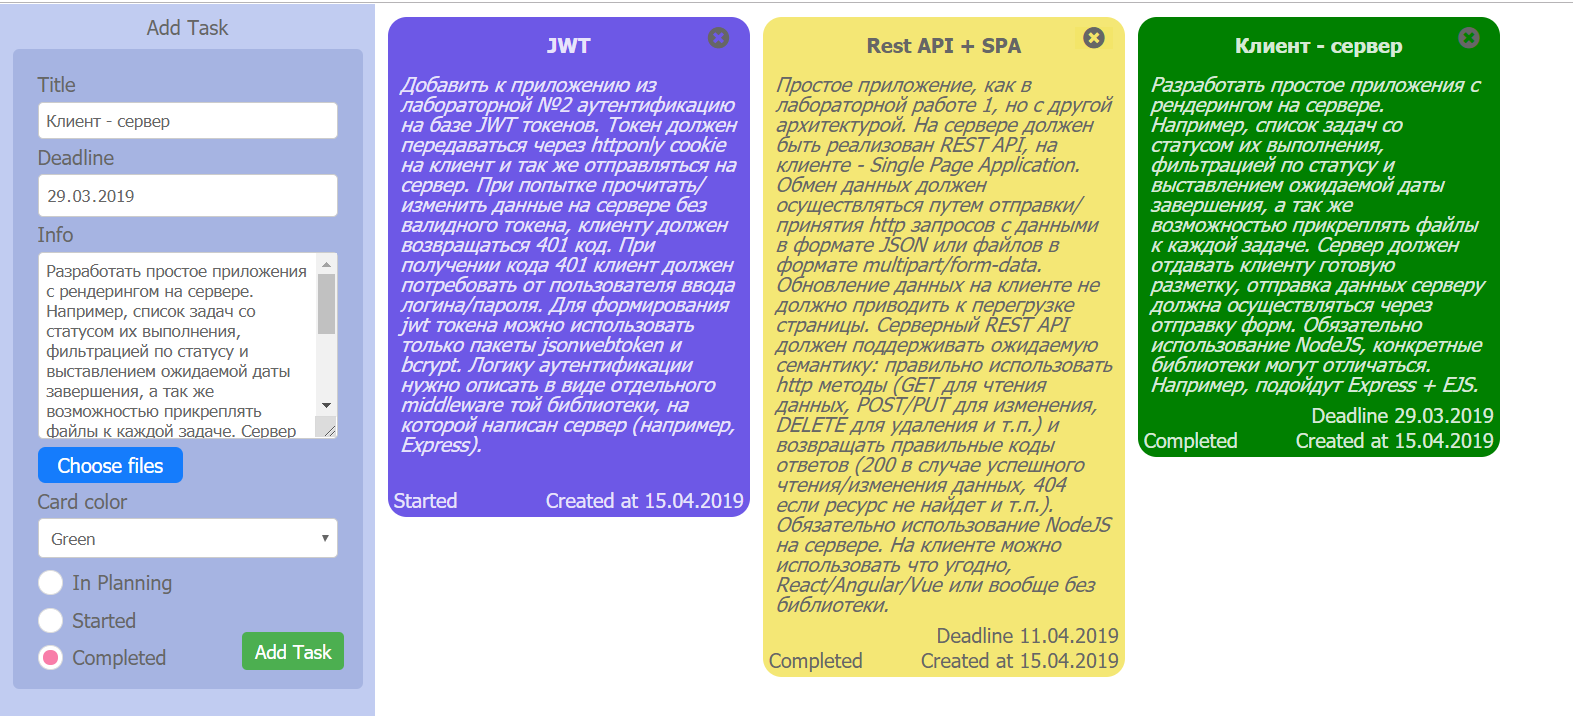 Add Task
Title
Клиент - сервер
Deadline
29.03.2019
Info
Разработать простое приложения
с рендерингом на сервере.
Например, список задач со
статусом их выполнения,
фильтрацией по статусу и
выставлением ожидаемой даты
завершения, а так же
возможностью прикреплять
файлы к каждой задаче. Сервер
Choose files
Card color
Green
In Planning
Started
Completed
Add Task
JWT
Добавить к приложению из
лабораторной №2 аутентификацию
на базе JWT токенов. Токен должен
передаваться через httponly cookie
на клиент и так же отправляться на
сервер. При попытке прочитать/
изменить данные на сервере без
валидного токена, клиенту должен
возвращаться 401 код. При
получении кода 401 клиент должен
потребовать от пользователя ввода
логина/пароля. Для формирования
jwt токена можно использовать
только пакеты jsonwebtoken и
bcrypt. Логику аутентификации
нужно описать в виде отдельного
middleware той библиотеки, на
которой написан сервер (например,
Express).
Started
Created at 15.04.2019
Rest API + SPA
Простое приложение, как в
лабораторной работе 1, но с другой
архитектурой. На сервере должен
быть реализован REST API, на
клиенте - Single Page Application.
Обмен данных должен
осуществляться путем отправки/
принятия http запросов с данными
в формате JSON или файлов в
формате multipart/form-data.
Обновление данных на клиенте не
должно приводить к перегрузке
страницы. Серверный REST API
должен поддерживать ожидаемую
семантику: правильно использовать
http методы (GET для чтения
данных, POST/PUT для изменения,
DELETE для удаления и т.п.) и
возвращать правильные коды
ответов (200 в случае успешного
чтения/изменения данных, 404
если ресурс не найдет и т.п.).
Обязательно использование NodeJS
на сервере. На клиенте можно
использовать что угодно,
React/Angular/Vue или вообще без
библиотеки.
Deadline 11.04.2019
Completed
Created at 15.04.2019
Клиент - сервер
Разработать простое приложения с
рендерингом на сервере.
Например, список задач со
статусом их выполнения,
фильтрацией по статусу и
выставлением ожидаемой даты
завершения, а так же
возможностью прикреплять файлы
к каждой задаче. Сервер должен
отдавать клиенту готовую
разметку, отправка данных серверу
должна осуществляться через
отправку форм. Обязательно
использование NodeJS, конкретные
библиотеки могут отличаться.
Например, подойдут Express + EJS.
Deadline 29.03.2019
Completed
Created at 15.04.2019